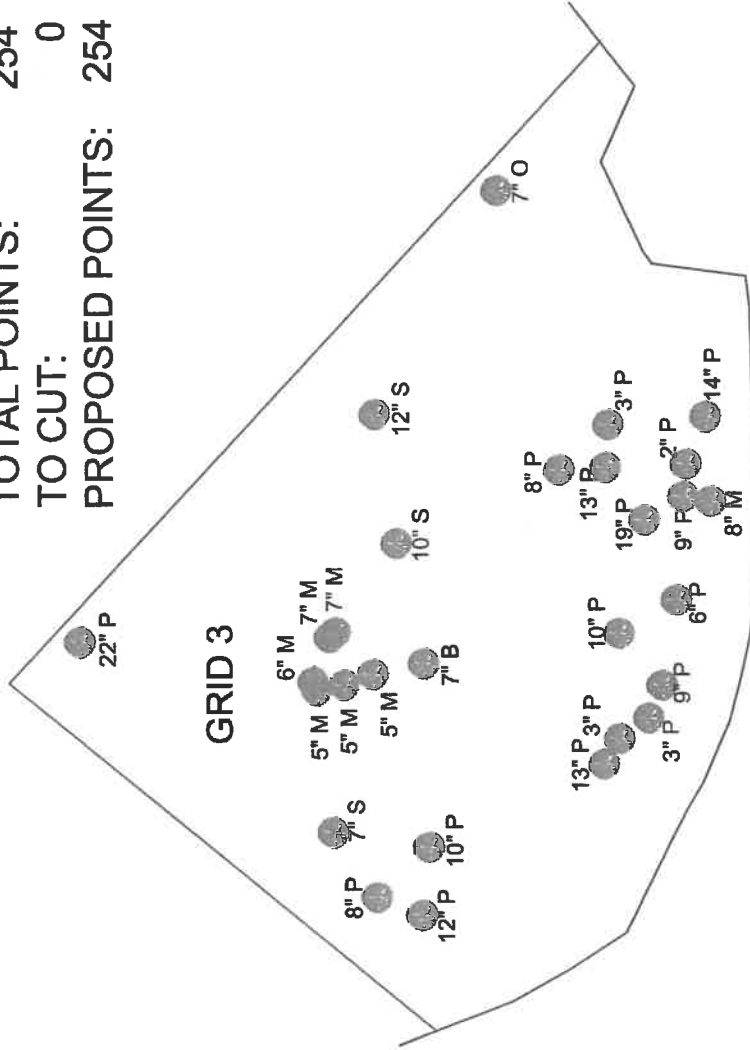 TOTAL POINTS: 254
TO CUT: 0
PROPOSED POINTS: 254
22" P
GRID 3
7" O
12" S
10" S
7" M
7" M
6" M
5" M
5" M
5" M
7" B
7" S
8" P
10" P
12" P
8" P
3" P
13" P
19" P
2" P
14" P
9" P
8" M
10" P
6" P
9" P
3" P
3" P
13" P